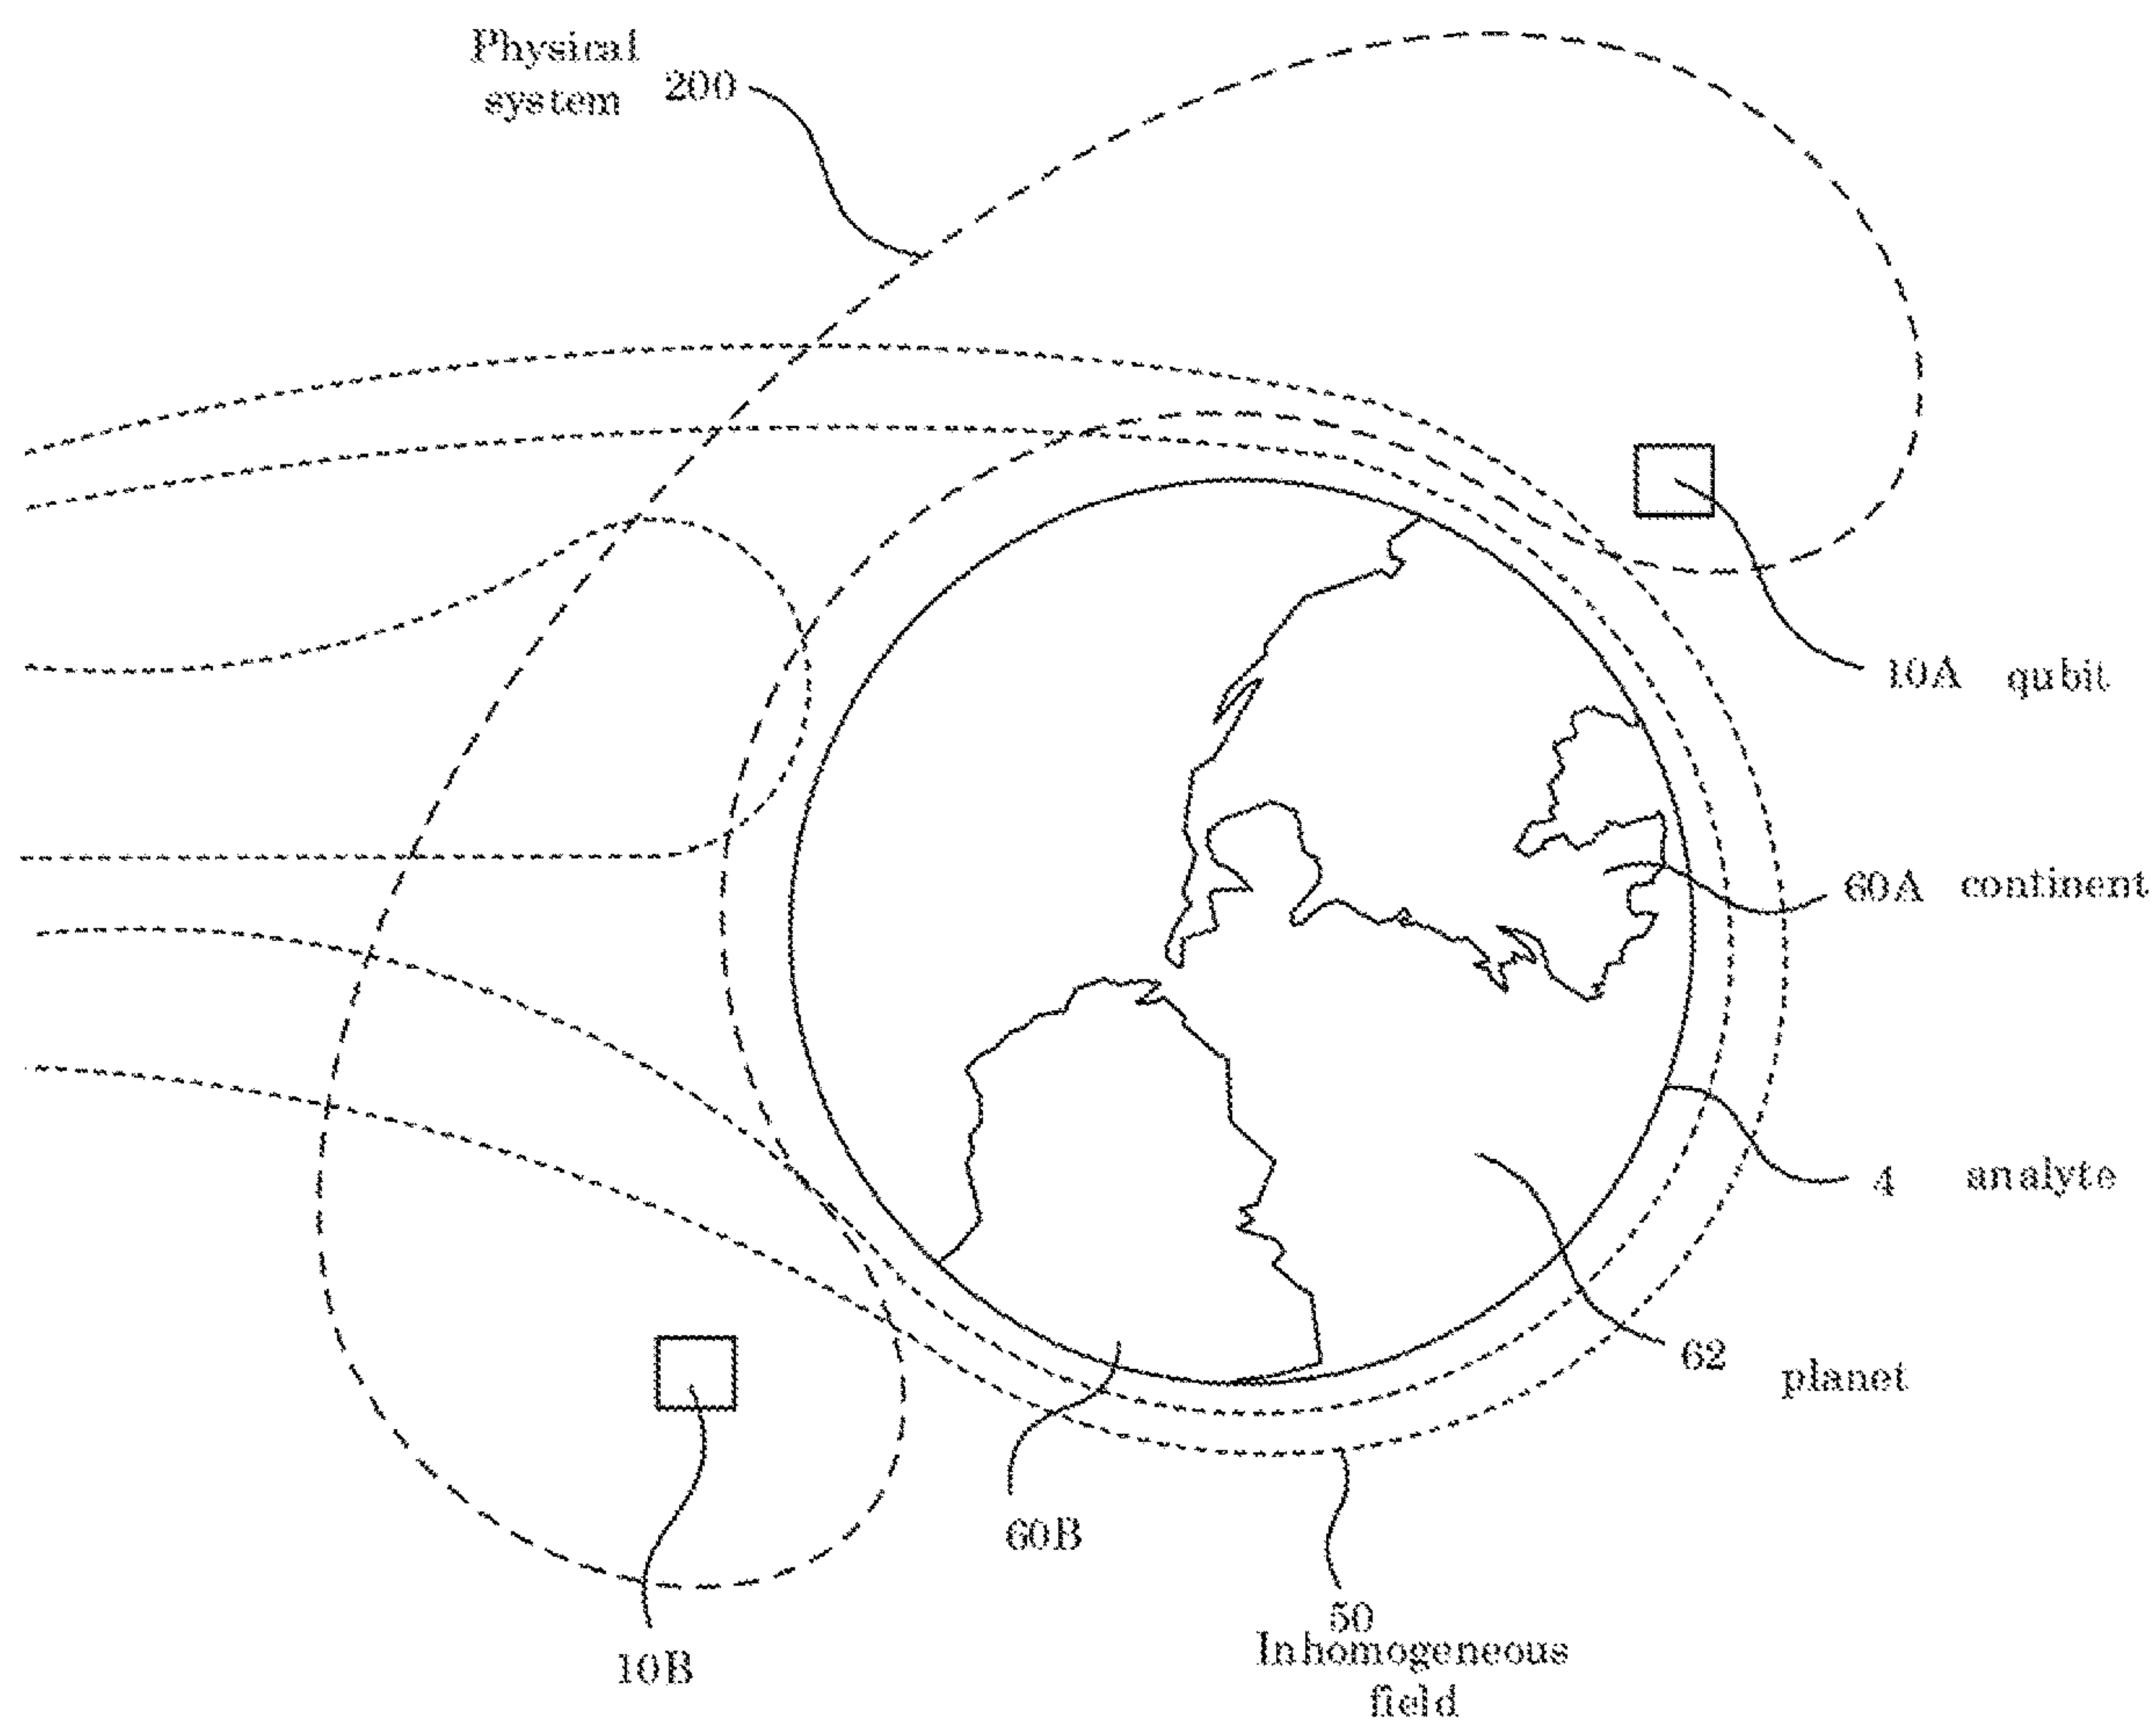 Physical
system 200
10A qubit
60A continent
4 analyte
62
planet
60B
50
Inhomogeneous
field
10B